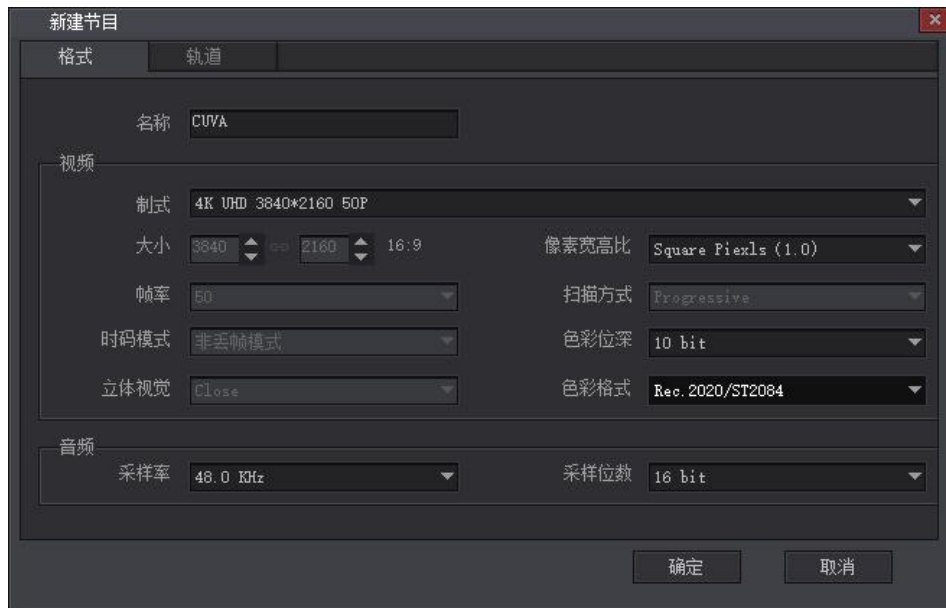 新建节目
格式 轨道
名称 CUVA
视频
制式 4K UHD 3840*2160 50P
大小 3840 2160 16:9 像素宽高比 Square Piexls (1.0)
帧率 50 扫描方式 Progressive
时码模式 非丢帧模式 色彩位深 10 bit
立体视觉 Close 色彩格式 Rec.2020/ST2084
音频
采样率 48.0 KHz 采样位数 16 bit
确定 取消